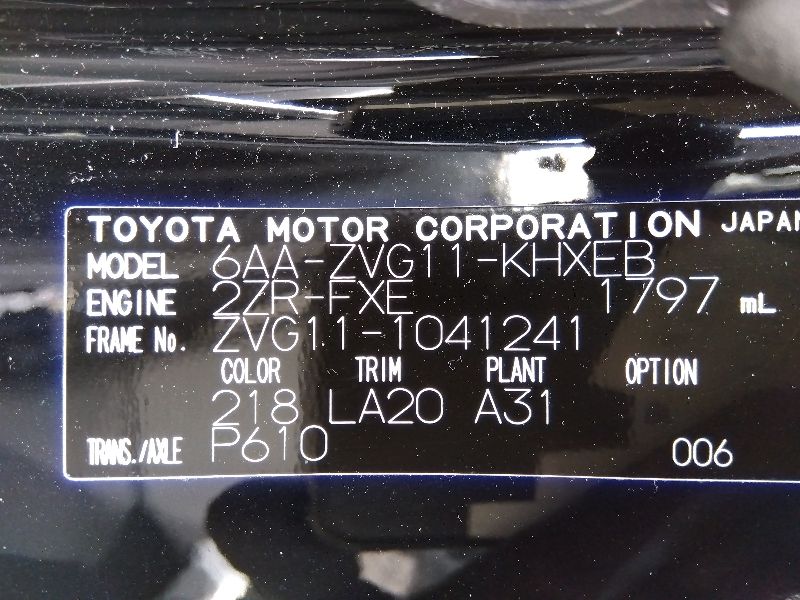 TOYOTA MOTOR CORPORATION JAPAN
MODEL 6AA-ZVG11-KHXEB
ENGINE 2ZR-FXE 1797 mL
FRAME No. ZVG11-1041241
COLOR TRIM PLANT OPTION
218 LA20 A31
TRANS./AXLE P610 006